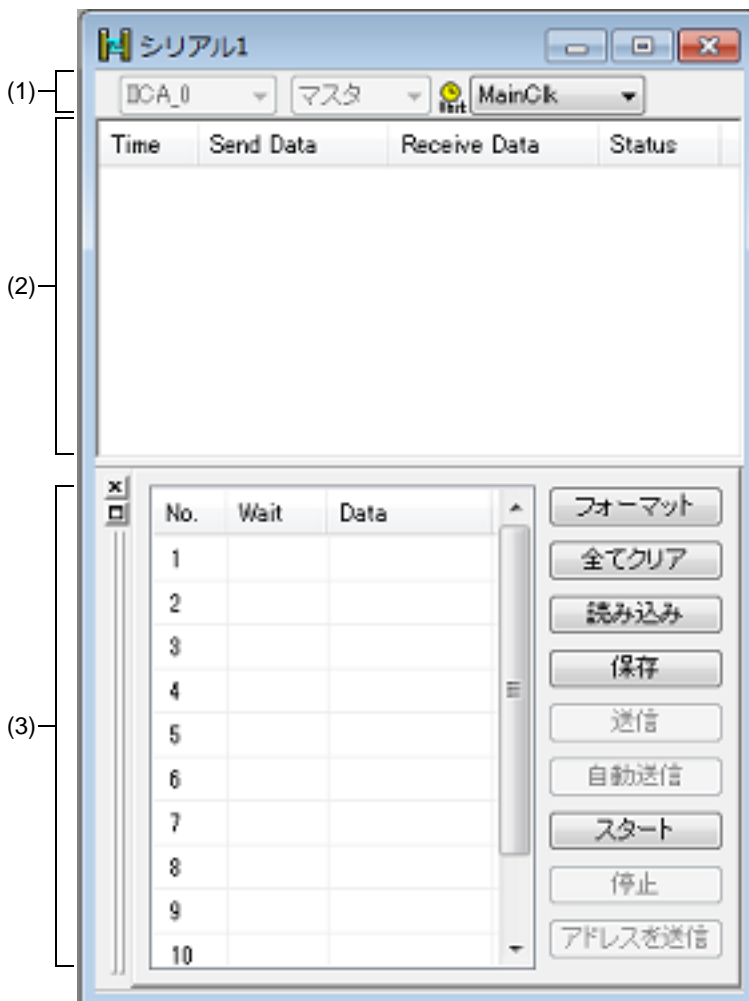 シリアル1
(1)
IICA_0 マスタ MainClk
Time Send Data Receive Data Status
(2)
(3)
No. Wait Data
1
2
3
4
5
6
7
8
9
10
フォーマット
全てクリア
読み込み
保存
送信
自動送信
スタート
停止
アドレスを送信